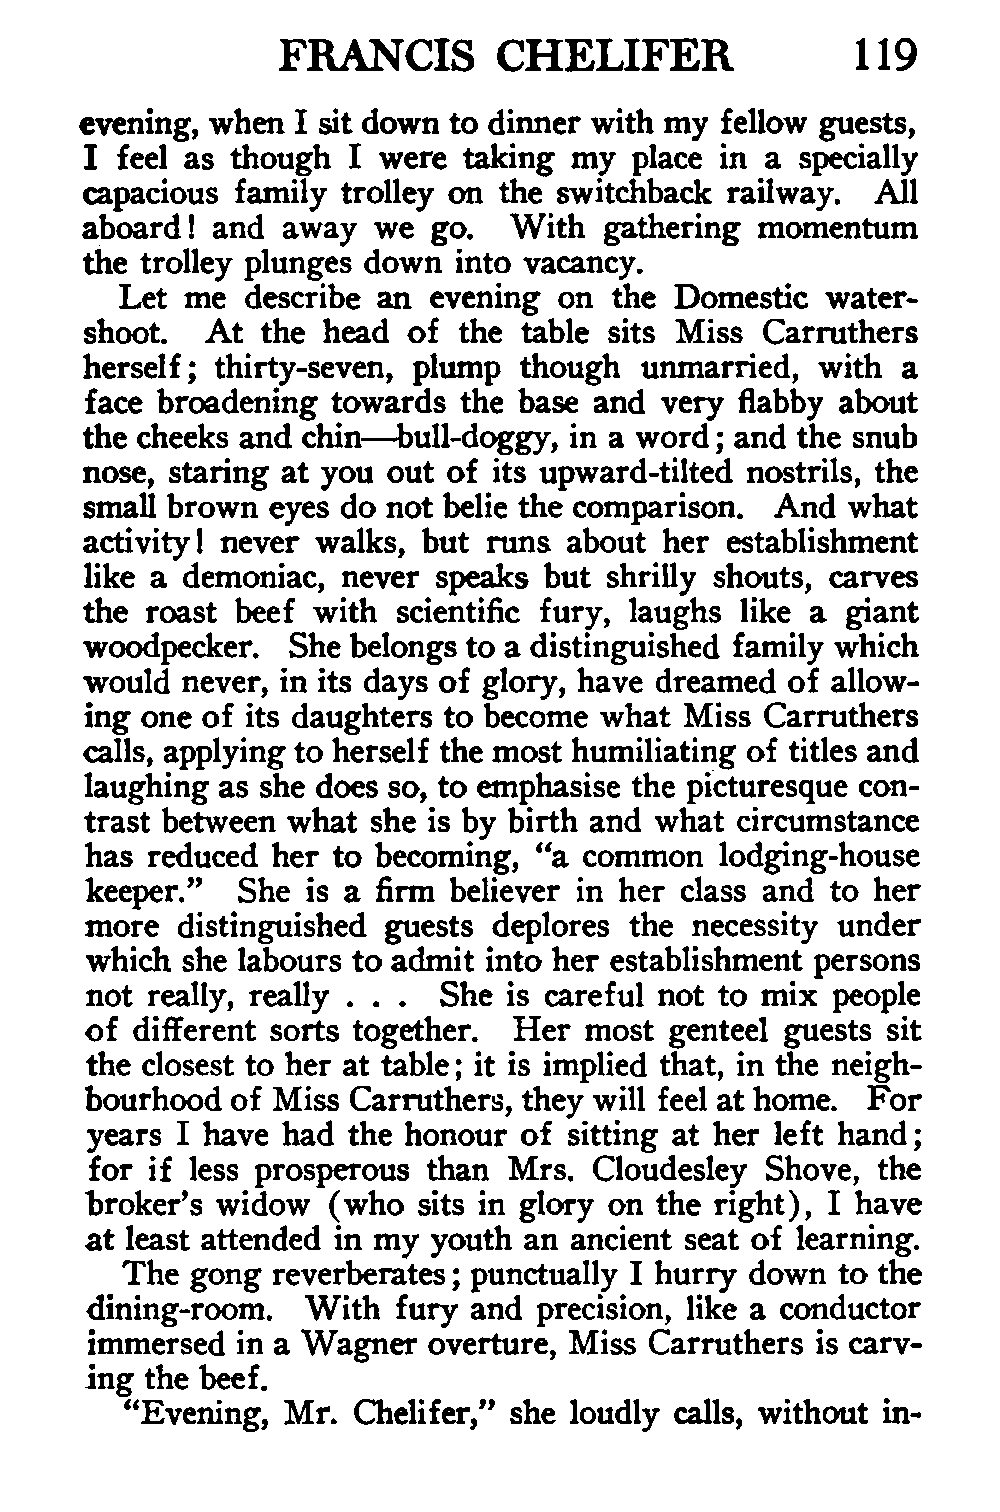 FRANCIS CHELIFER 119
evening, when I sit down to dinner with my fellow guests,
I feel as though I were taking my place in a specially
capacious family trolley on the switchback railway. All
aboard! and away we go. With gathering momentum
the trolley plunges down into vacancy.
Let me describe an evening on the Domestic water-
shoot. At the head of the table sits Miss Carruthers
herself; thirty-seven, plump though unmarried, with a
face broadening towards the base and very flabby about
the cheeks and chin—bull-doggy, in a word; and the snub
nose, staring at you out of its upward-tilted nostrils, the
small brown eyes do not belie the comparison. And what
activity! never walks, but runs about her establishment
like a demoniac, never speaks but shrilly shouts, carves
the roast beef with scientific fury, laughs like a giant
woodpecker. She belongs to a distinguished family which
would never, in its days of glory, have dreamed of allow-
ing one of its daughters to become what Miss Carruthers
calls, applying to herself the most humiliating of titles and
laughing as she does so, to emphasise the picturesque con-
trast between what she is by birth and what circumstance
has reduced her to becoming, “a common lodging-house
keeper.” She is a firm believer in her class and to her
more distinguished guests deplores the necessity under
which she labours to admit into her establishment persons
not really, really . . . She is careful not to mix people
of different sorts together. Her most genteel guests sit
the closest to her at table; it is implied that, in the neigh-
bourhood of Miss Carruthers, they will feel at home. For
years I have had the honour of sitting at her left hand;
for if less prosperous than Mrs. Cloudesley Shove, the
broker’s widow (who sits in glory on the right), I have
at least attended in my youth an ancient seat of learning.
The gong reverberates; punctually I hurry down to the
dining-room. With fury and precision, like a conductor
immersed in a Wagner overture, Miss Carruthers is carv-
ing the beef.
“Evening, Mr. Chelifer,” she loudly calls, without in-